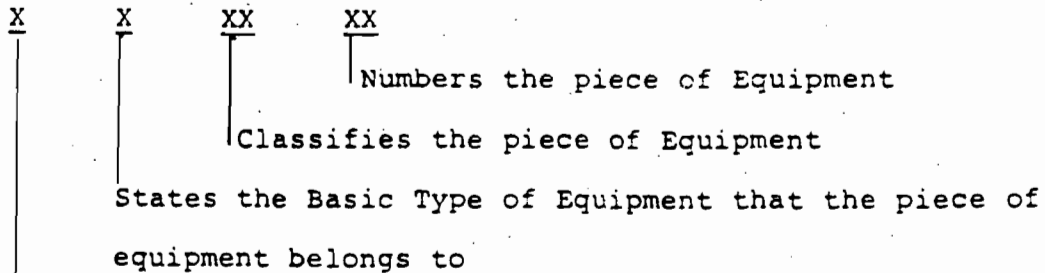 X X XX XX
Numbers the piece of Equipment
Classifies the piece of Equipment
States the Basic Type of Equipment that the piece of
equipment belongs to